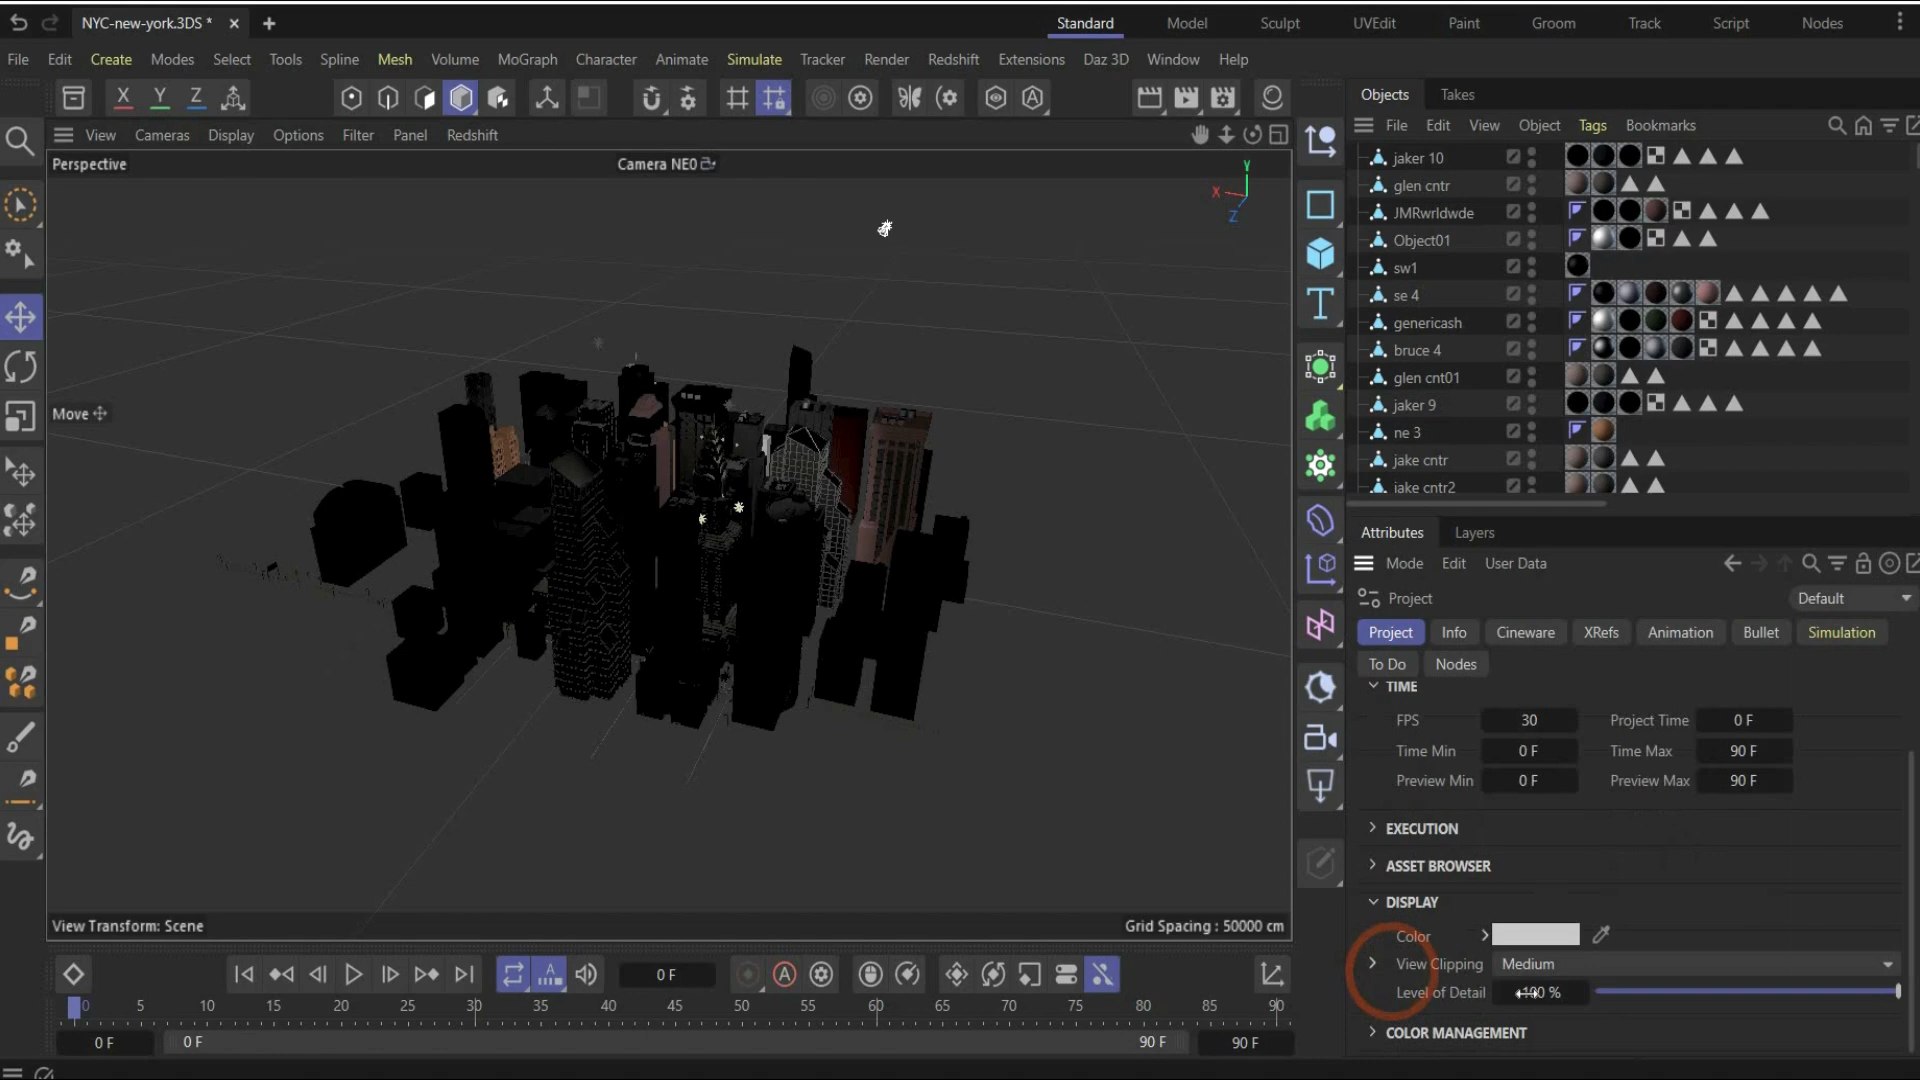 NYC-new-york.3DS *
Standard Model Sculpt UVEdit Paint Groom Track Script Nodes
File Edit Create Modes Select Tools Spline Mesh Volume MoGraph Character Animate Simulate Tracker Render Redshift Extensions Daz 3D Window Help
X Y Z
View Cameras Display Options Filter Panel Redshift
Perspective
Camera NE0
Y
X
Z
Move
View Transform: Scene
Grid Spacing : 50000 cm
0 F
0 5 10 15 20 25 30 35 40 45 50 55 60 65 70 75 80 85 90
0 F
0 F
90 F
90 F
Objects Takes
File Edit View Object Tags Bookmarks
jaker 10
glen cntr
JMRwrldwde
Object01
sw1
se 4
genericash
bruce 4
glen cnt01
jaker 9
ne 3
jake cntr
jake cntr2
Attributes Layers
Mode Edit User Data
Project
Default
Project Info Cineware XRefs Animation Bullet Simulation
To Do Nodes
TIME
FPS 30 Project Time 0 F
Time Min 0 F Time Max 90 F
Preview Min 0 F Preview Max 90 F
EXECUTION
ASSET BROWSER
DISPLAY
Color
View Clipping Medium
Level of Detail 100 %
COLOR MANAGEMENT